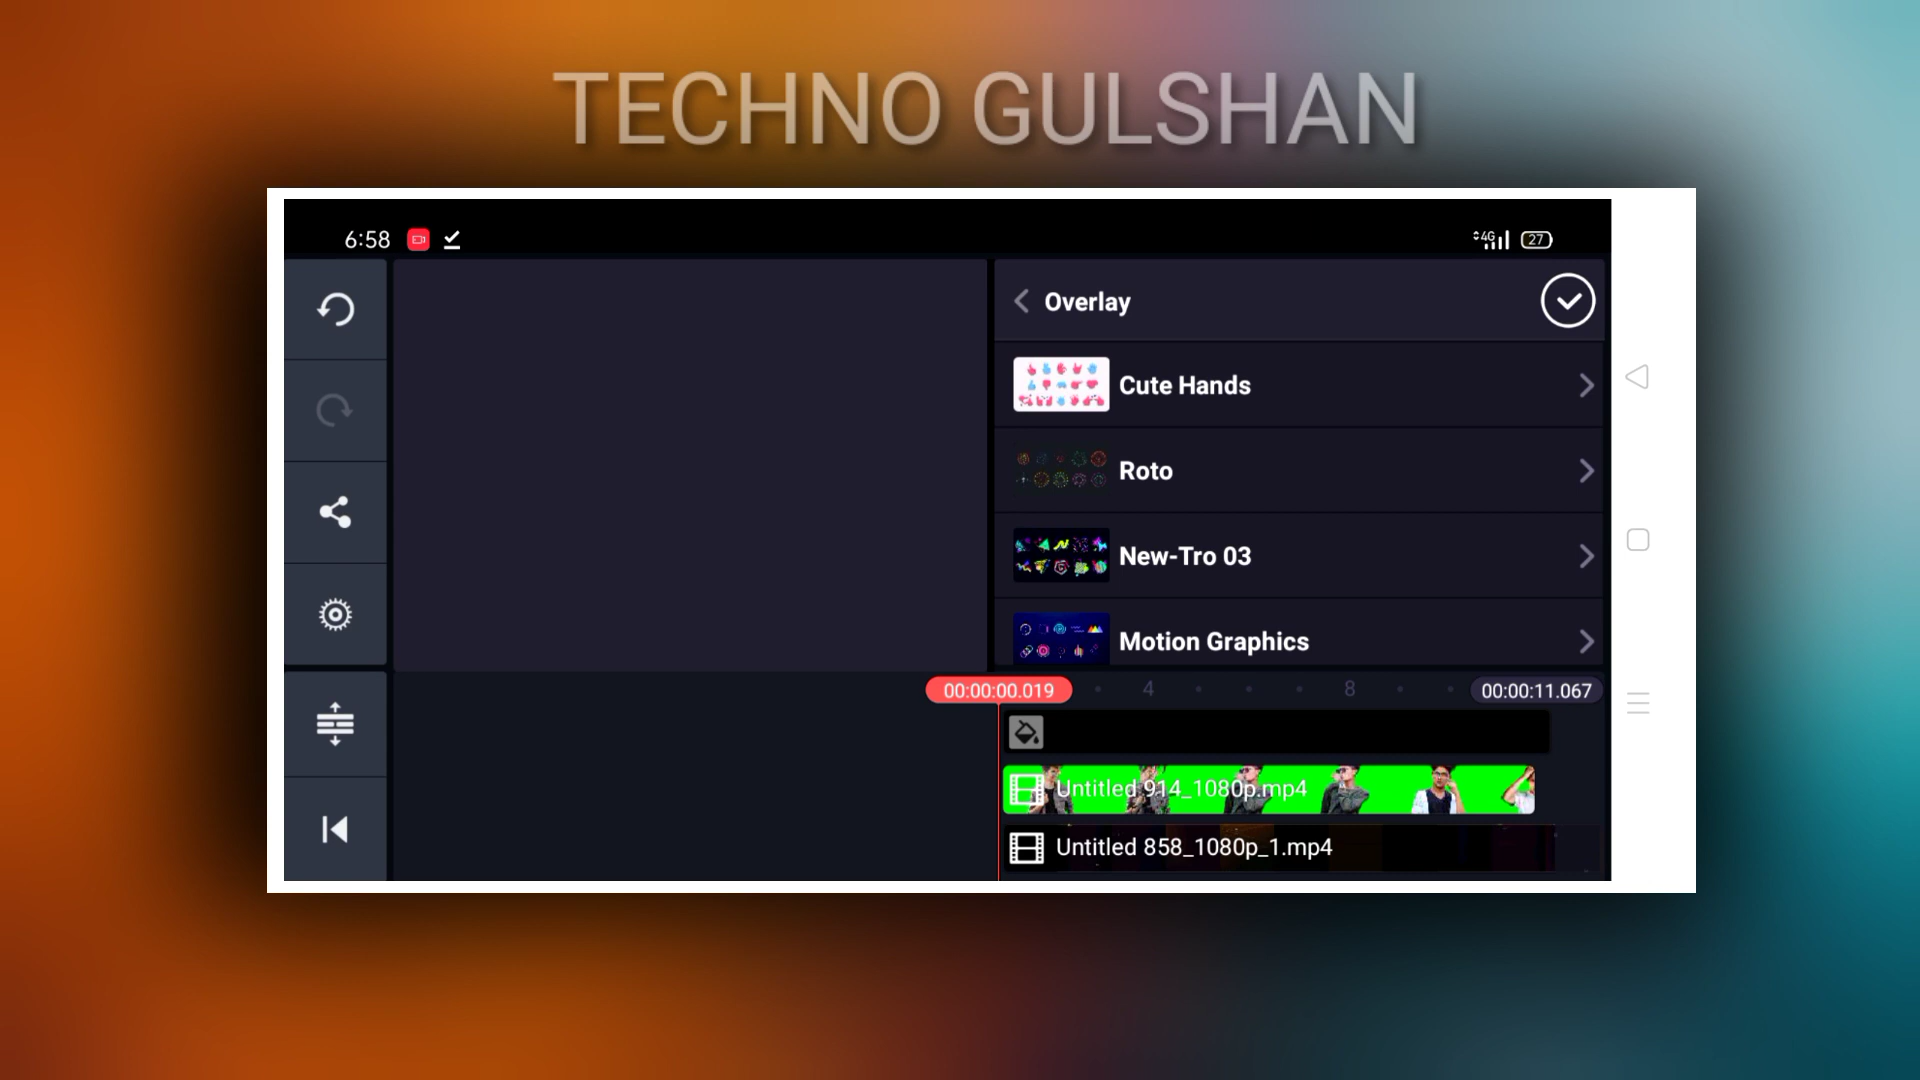 TECHNO GULSHAN
6:58
4G
27
Overlay
Cute Hands
Roto
New-Tro 03
Motion Graphics
00:00:00.019
4
8
00:00:11.067
Untitled 914_1080p.mp4
Untitled 858_1080p_1.mp4